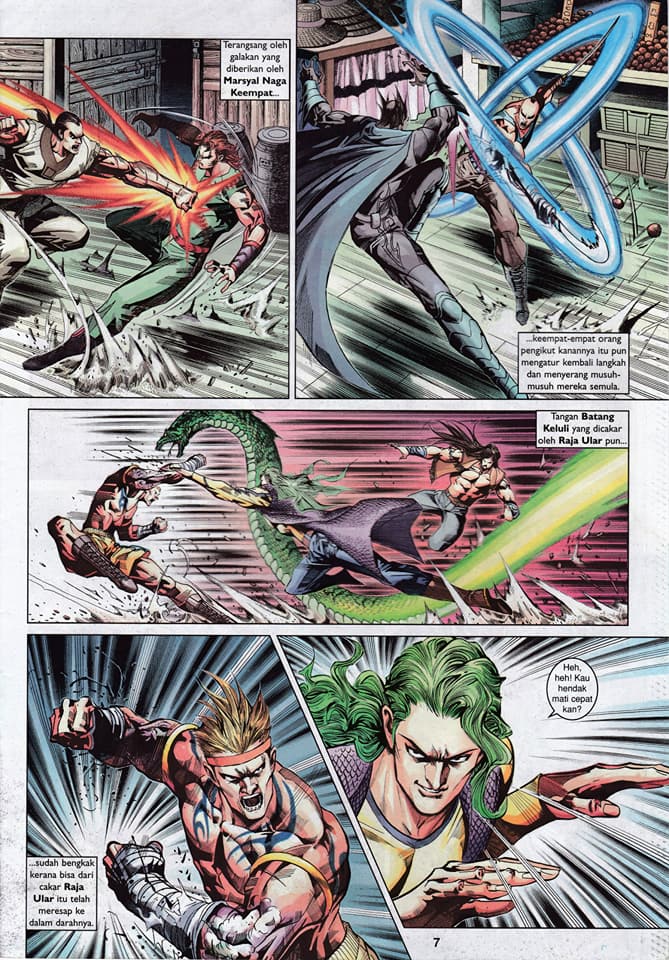 Terangsang oleh
galakan yang
diberikan oleh
Marsyal Naga
Keempat...
...keempat-empat orang
pengikut kanannya itu pun
mengatur kembali langkah
dan menyerang musuh-
musuh mereka semula.
Tangan Batang
Keluli yang dicakar
oleh Raja Ular pun...
Heh,
heh! Kau
hendak
mati cepat
kan?
...sudah bengkak
kerana bisa dari
cakar Raja
Ular itu telah
meresap ke
dalam darahnya.
7